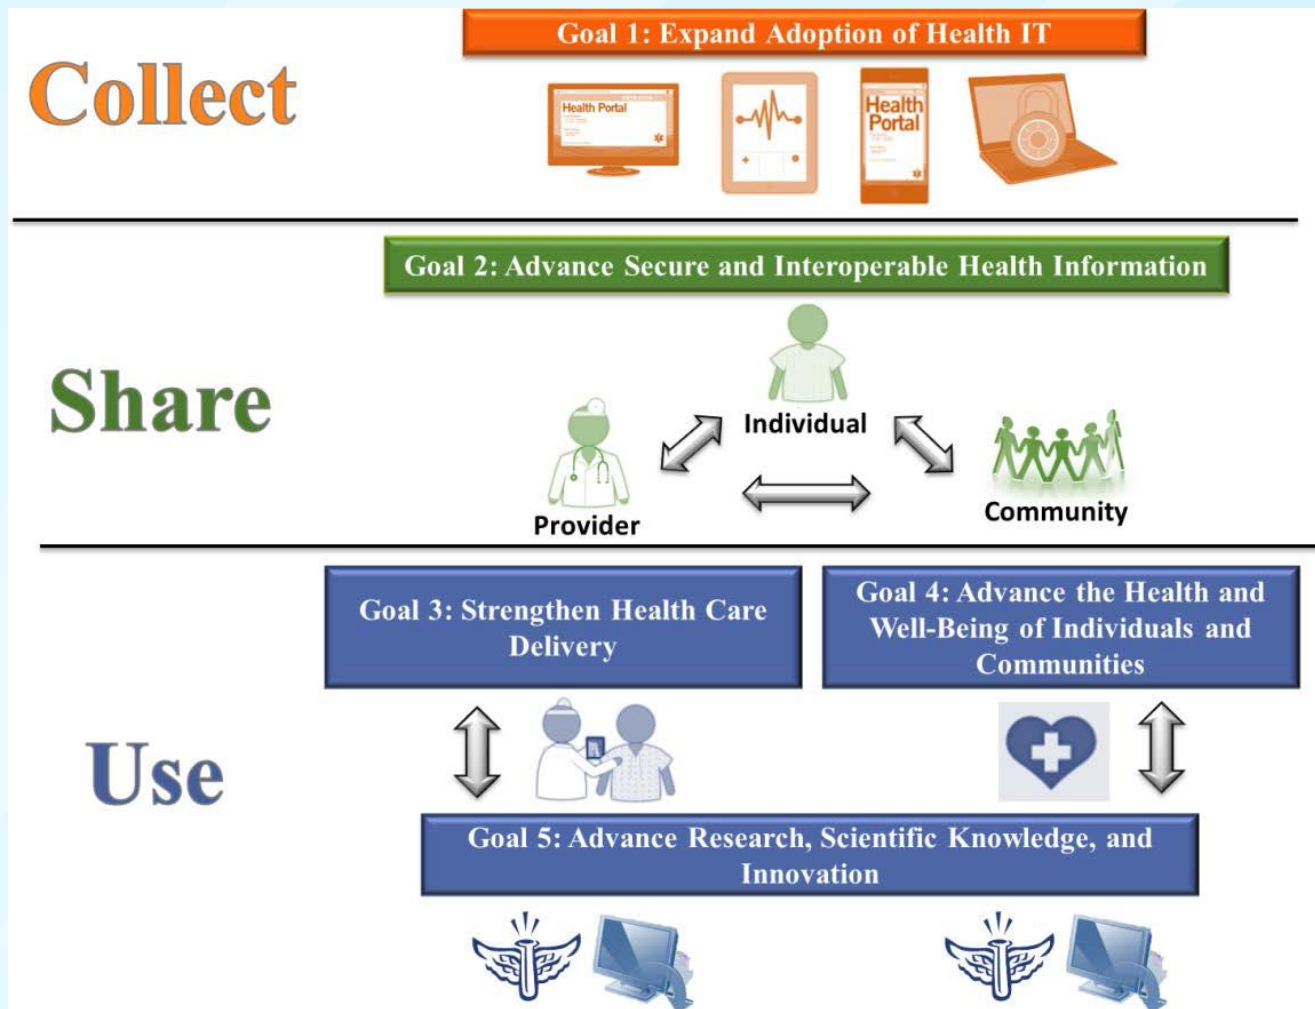 Goal 1: Expand Adoption of Health IT
Collect
Health Portal
Health
Portal
Goal 2: Advance Secure and Interoperable Health Information
Share
Individual
Provider
Community
Goal 3: Strengthen Health Care
Delivery
Goal 4: Advance the Health and
Well-Being of Individuals and
Communities
Use
Goal 5: Advance Research, Scientific Knowledge, and
Innovation